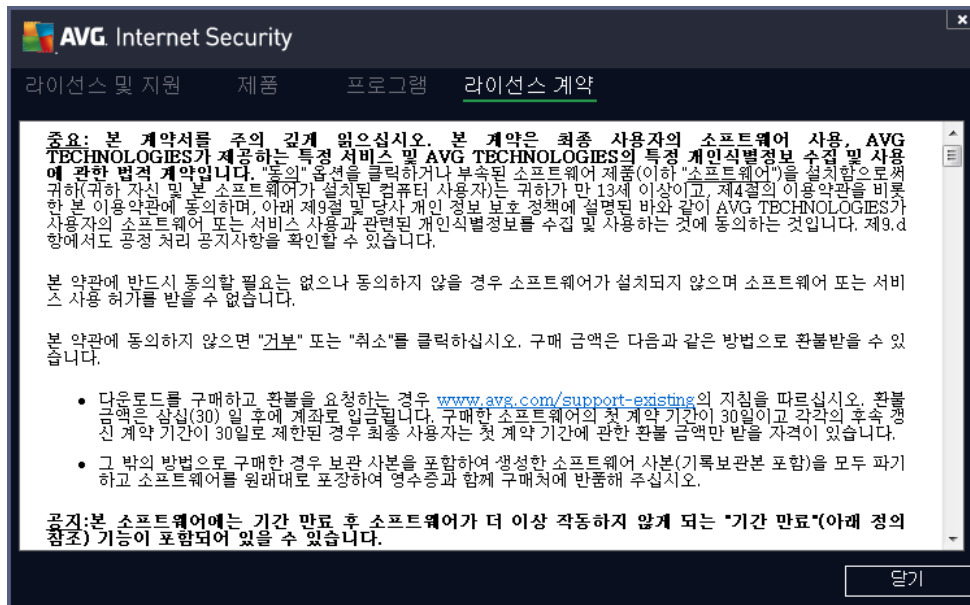 AVG. Internet Security
라이선스 및 지원 제품 프로그램 라이선스 계약
중요: 본 계약서를 주의 깊게 읽으십시오. 본 계약은 최종 사용자의 소프트웨어 사용, AVG
TECHNOLOGIES가 제공하는 특정 서비스 및 AVG TECHNOLOGIES의 특정 개인식별정보 수집 및 사용
에 관한 법적 계약입니다. "동의" 옵션을 클릭하거나 부속된 소프트웨어 제품(이하 "소프트웨어")을 설치함으로써
귀하(귀하 자신 및 본 소프트웨어가 설치된 컴퓨터 사용자)는 귀하가 만 13세 이상이고, 제4절의 이용약관을 비롯
한 본 이용약관에 동의하며, 아래 제9절 및 당사 개인 정보 보호 정책에 설명된 바와 같이 AVG TECHNOLOGIES가
사용자의 소프트웨어 또는 서비스 사용과 관련된 개인식별정보를 수집 및 사용하는 것에 동의하는 것입니다. 제9.d
항에서도 공정 처리 공지사항을 확인할 수 있습니다.
본 약관에 반드시 동의할 필요는 없으나 동의하지 않을 경우 소프트웨어가 설치되지 않으며 소프트웨어 또는 서비
스 사용 허가를 받을 수 없습니다.
본 약관에 동의하지 않으면 "거부" 또는 "취소"를 클릭하십시오. 구매 금액은 다음과 같은 방법으로 환불받을 수 있
습니다.
• 다운로드를 구매하고 환불을 요청하는 경우 www.avg.com/support-existing의 지침을 따르십시오. 환불
금액은 삼십(30) 일 후에 계좌로 입금됩니다. 구매한 소프트웨어의 첫 계약 기간이 30일이고 각각의 후속 갱
신 계약 기간이 30일로 제한된 경우 최종 사용자는 첫 계약 기간에 관한 환불 금액만 받을 자격이 있습니다.
• 그 밖의 방법으로 구매한 경우 보관 사본을 포함하여 생성한 소프트웨어 사본(기록보관본 포함)을 모두 파기
하고 소프트웨어를 원래대로 포장하여 영수증과 함께 구매처에 반품해 주십시오.
공지:본 소프트웨어에는 기간 만료 후 소프트웨어가 더 이상 작동하지 않게 되는 "기간 만료"(아래 정의
참조) 기능이 포함되어 있을 수 있습니다.
닫기